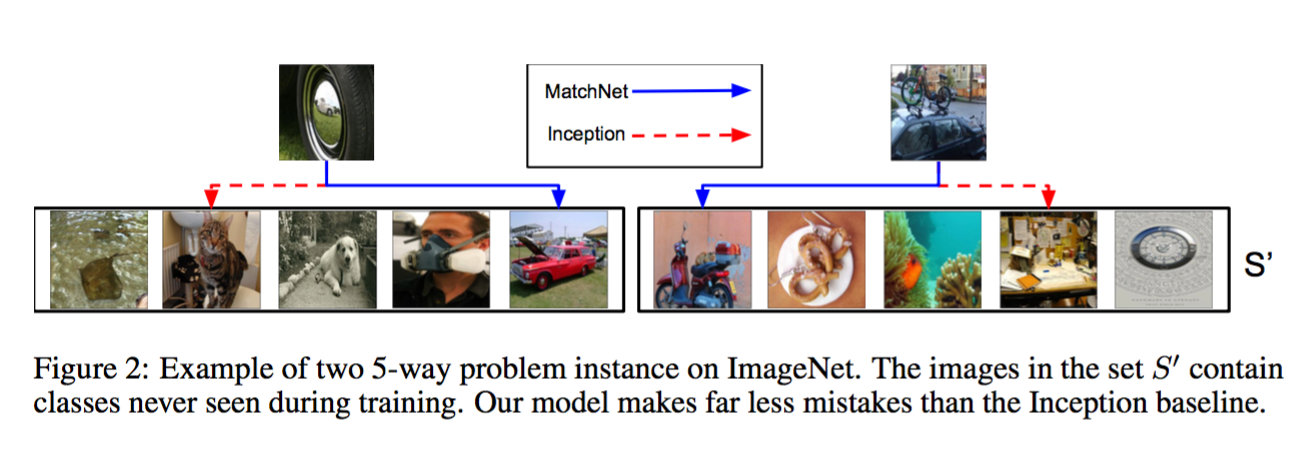 MatchNet
Inception
S’
Figure 2: Example of two 5-way problem instance on ImageNet. The images in the set S′ contain
classes never seen during training. Our model makes far less mistakes than the Inception baseline.